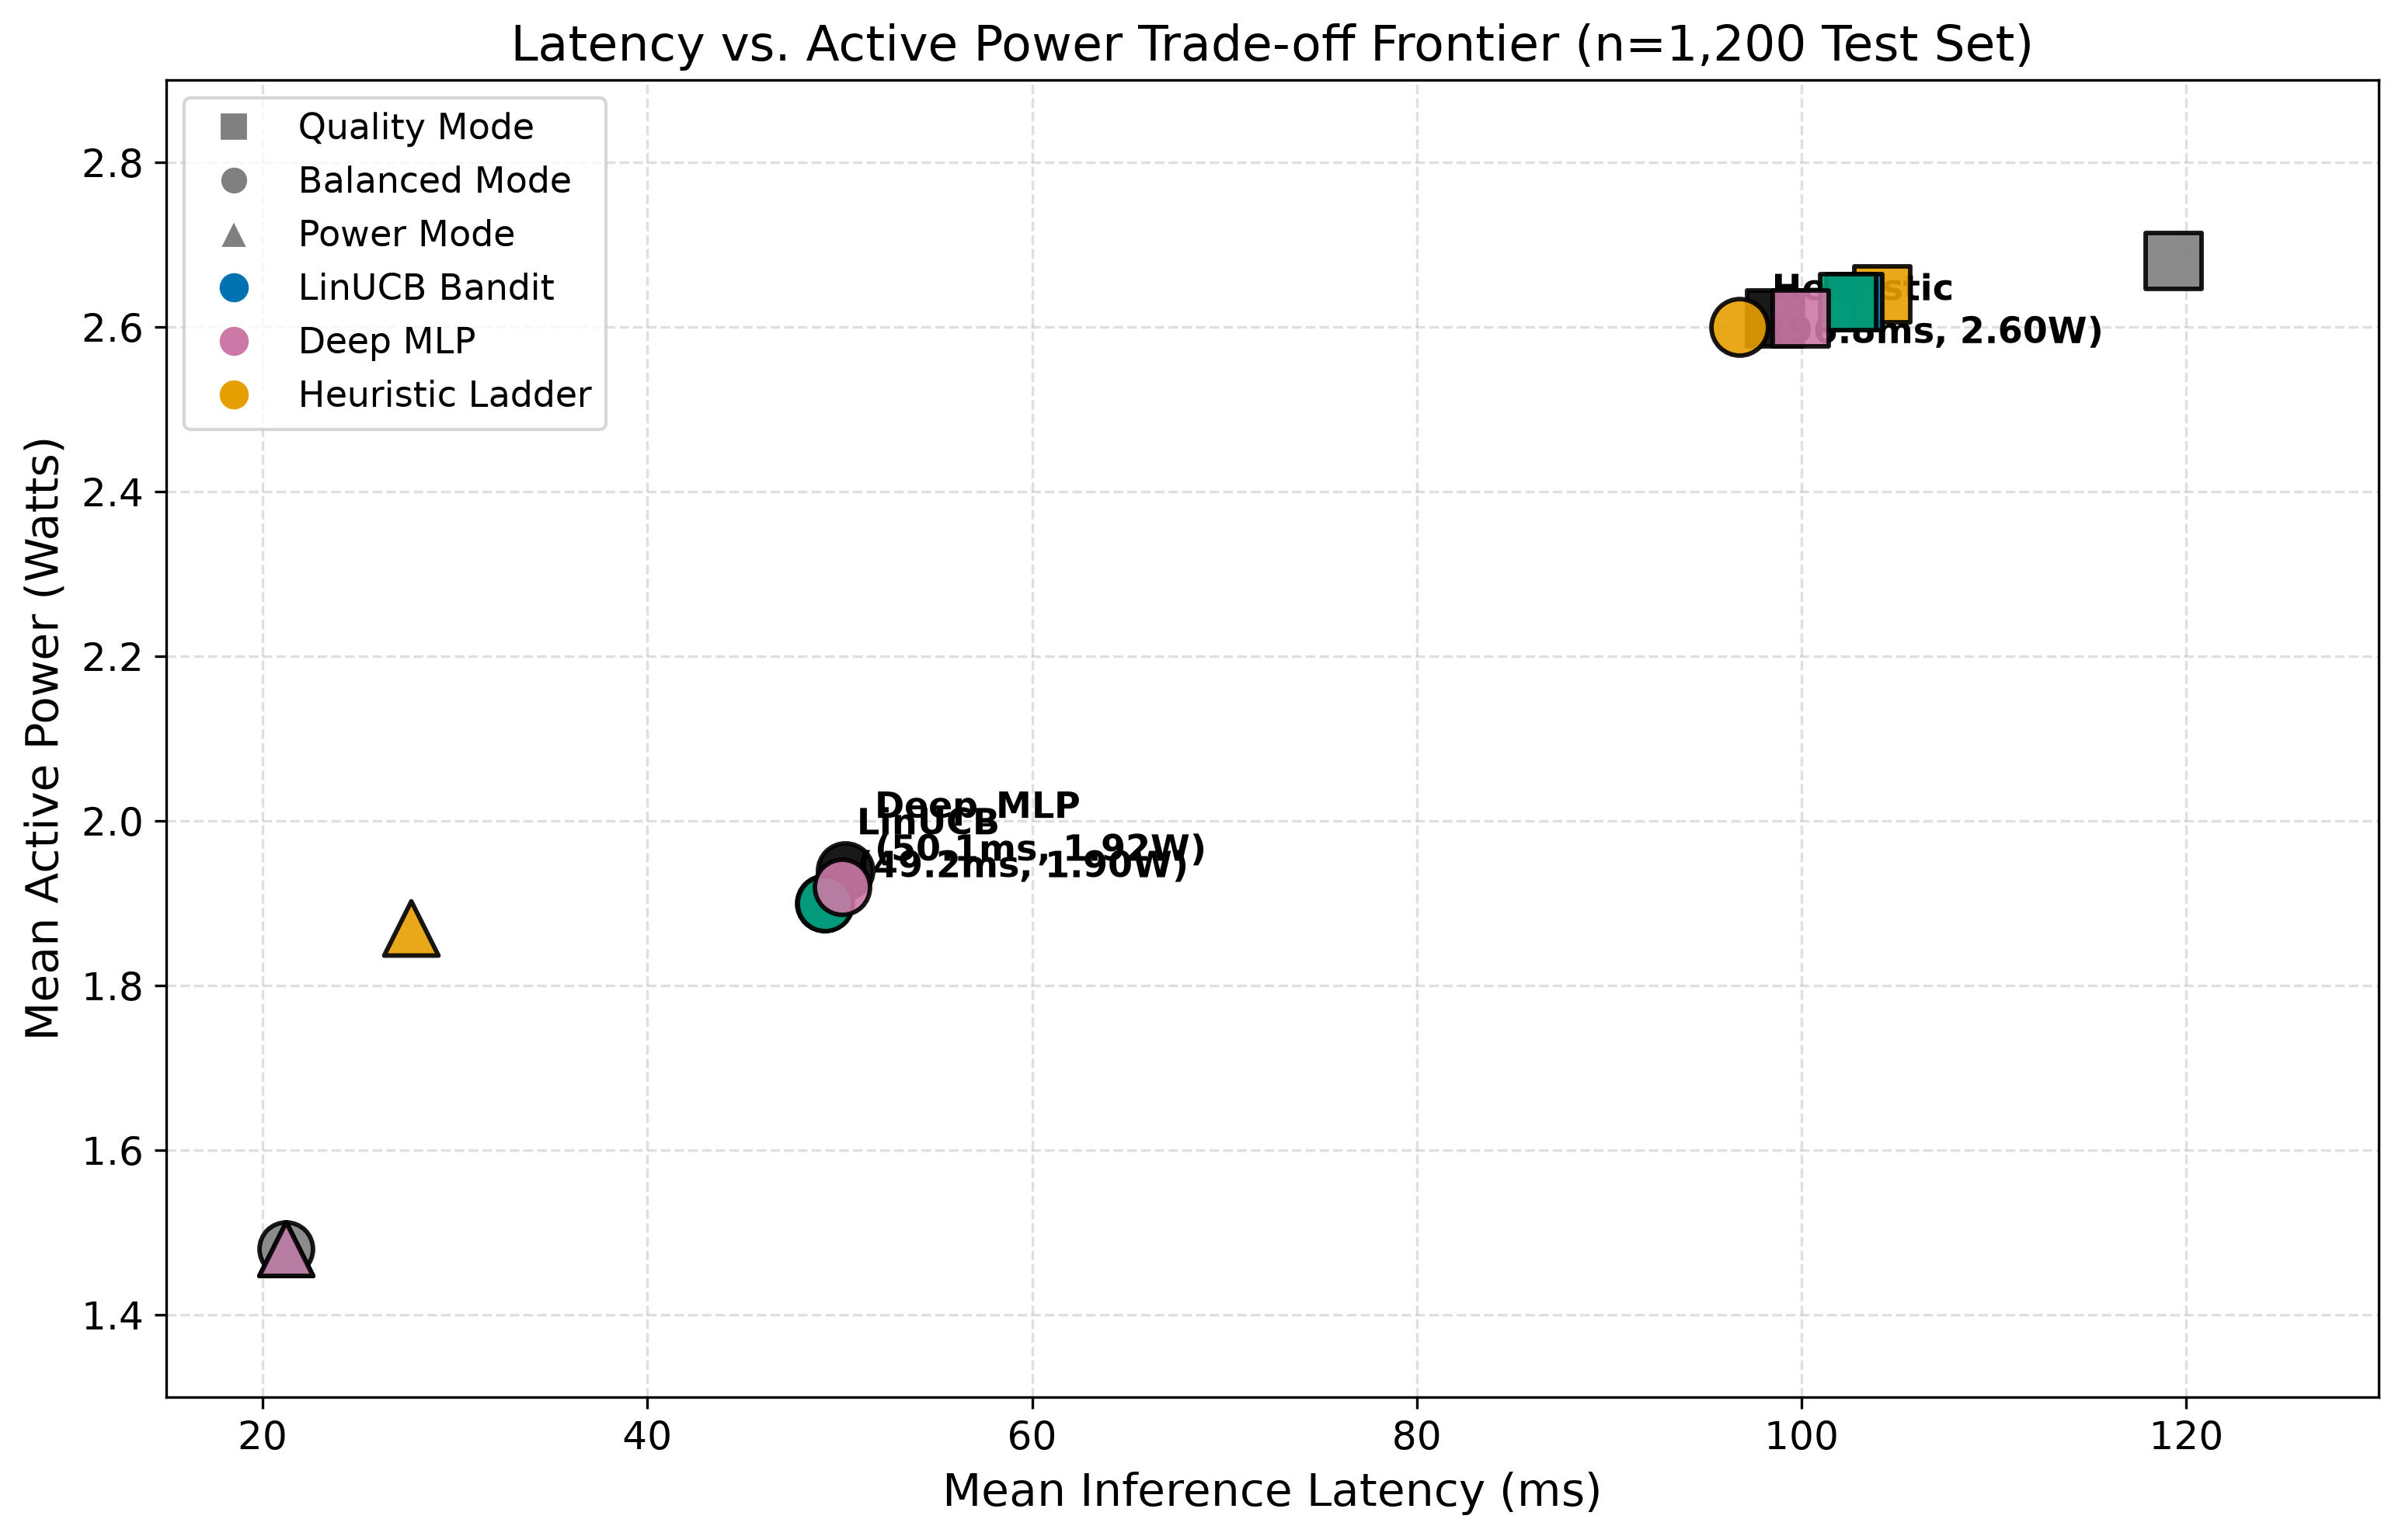 Latency vs. Active Power Trade-off Frontier (n=1,200 Test Set)
Quality Mode
Balanced Mode
Power Mode
LinUCB Bandit
Deep MLP
Heuristic Ladder
Mean Active Power (Watts)
2.8
2.6
2.4
2.2
2.0
1.8
1.6
1.4
2.60W)
Deep MLP
LinUCB
(50.1ms, 1.92W)
(49.2ms, 1.90W)
20
40
60
80
100
120
Mean Inference Latency (ms)